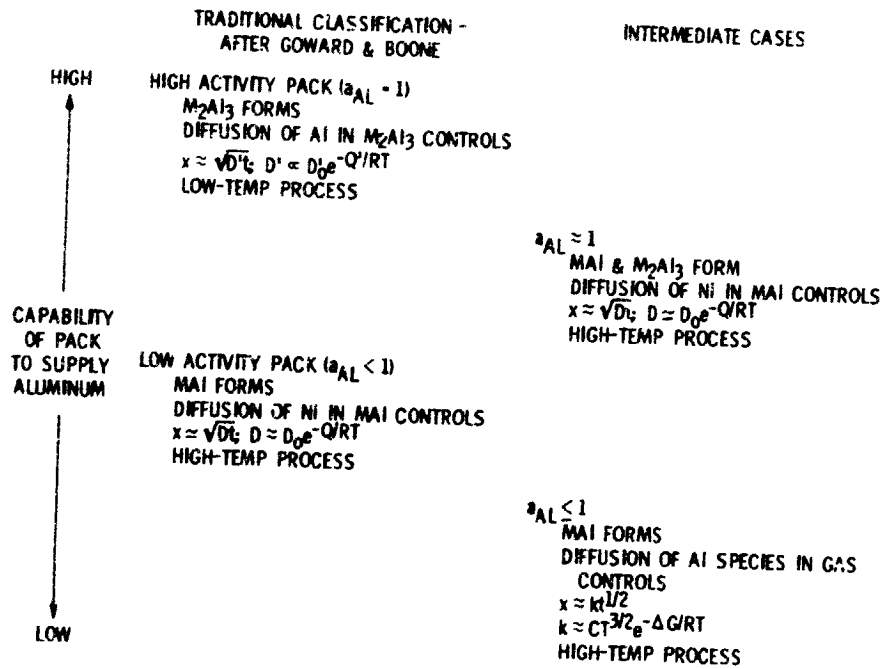 TRADITIONAL CLASSIFICATION -
AFTER GOWARD & BOONE
INTERMEDIATE CASES
HIGH
HIGH ACTIVITY PACK (aAL = 1)
M2Al3 FORMS
DIFFUSION OF Al IN M2Al3 CONTROLS
x ≈ √D't; D' ∝ D'0e-Q'/RT
LOW-TEMP PROCESS
aAL ≈ 1
MAl & M2Al3 FORM
DIFFUSION OF Ni IN MAl CONTROLS
x ≈ √Dt; D ≈ D0e-Q/RT
HIGH-TEMP PROCESS
CAPABILITY
OF PACK
TO SUPPLY
ALUMINUM
LOW ACTIVITY PACK (aAL < 1)
MAl FORMS
DIFFUSION OF Ni IN MAl CONTROLS
x ≈ √Dt; D ≈ D0e-Q/RT
HIGH-TEMP PROCESS
aAL ≤ 1
MAl FORMS
DIFFUSION OF Al SPECIES IN GAS
CONTROLS
x ≈ kt1/2
k ≈ CT3/2e-ΔG/RT
HIGH-TEMP PROCESS
LOW